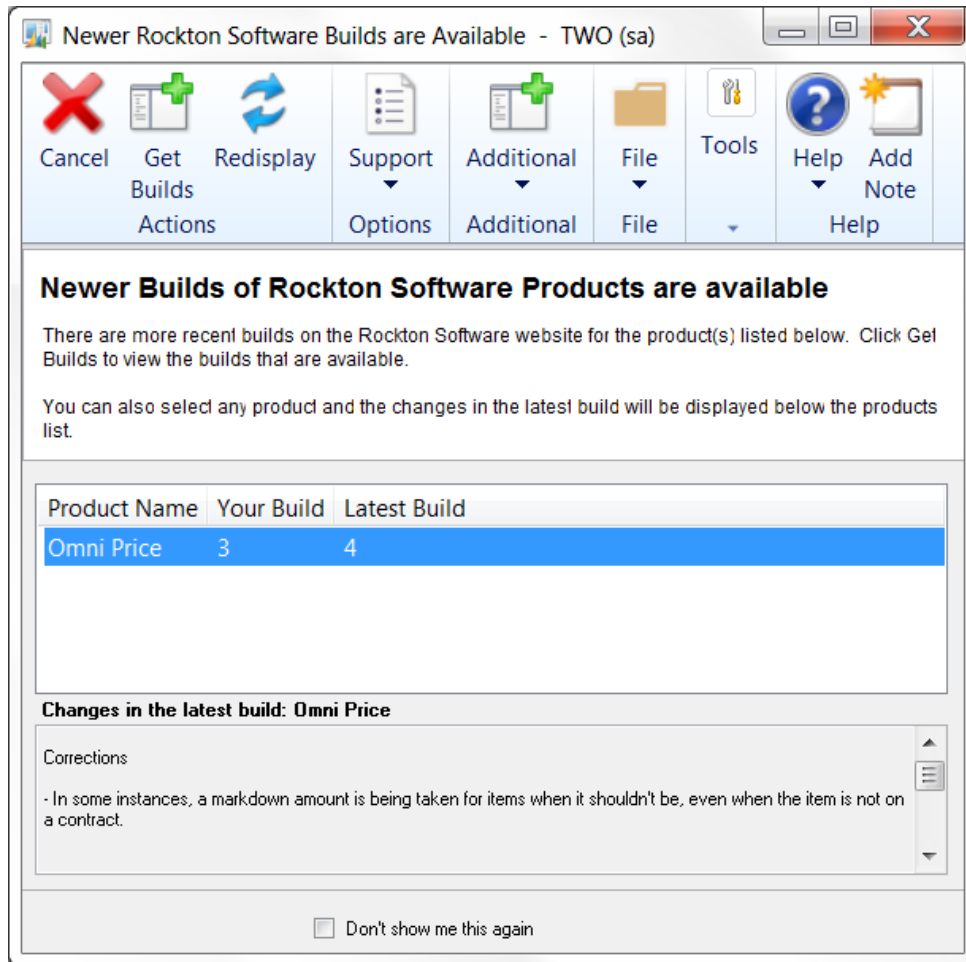 Newer Rockton Software Builds are Available  -  TWO (sa)
Cancel
Get Builds
Redisplay
Actions
Support
Options
Additional
Additional
File
File
Tools
Help
Add Note
Help
Newer Builds of Rockton Software Products are available
There are more recent builds on the Rockton Software website for the product(s) listed below.  Click Get
Builds to view the builds that are available.
You can also select any product and the changes in the latest build will be displayed below the products
list.
Product Name Your Build Latest Build
Omni Price 3 4
Changes in the latest build: Omni Price
Corrections
- In some instances, a markdown amount is being taken for items when it shouldn't be, even when the item is not on
a contract.
Don't show me this again